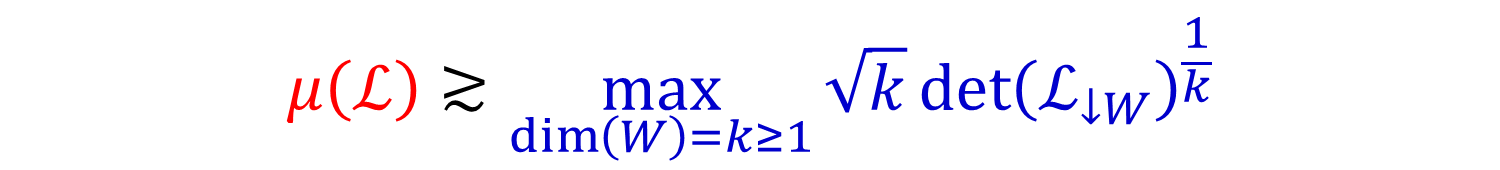 μ(ℒ) ≳ max_{dim(W)=k≥1} √k det(ℒ_{↓W})^{1/k}